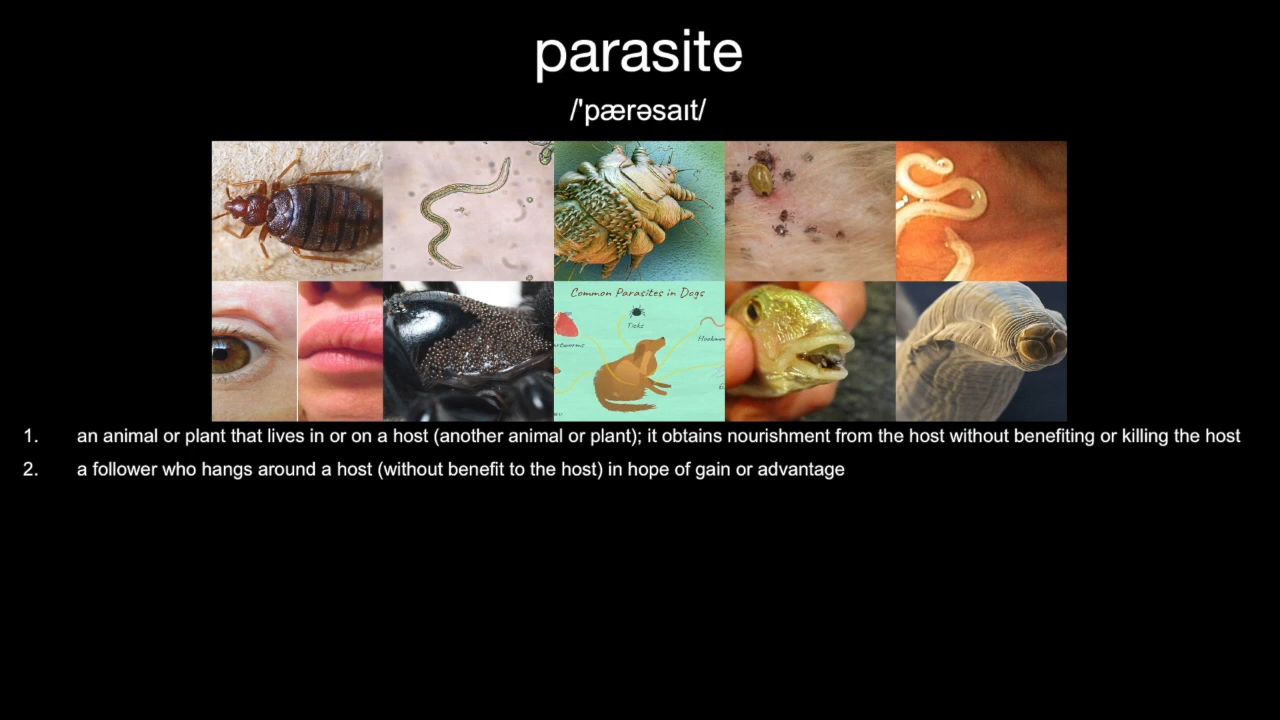 parasite
/'pærəsaɪt/
Common Parasites in Dogs
Ticks
1. an animal or plant that lives in or on a host (another animal or plant); it obtains nourishment from the host without benefiting or killing the host
2. a follower who hangs around a host (without benefit to the host) in hope of gain or advantage